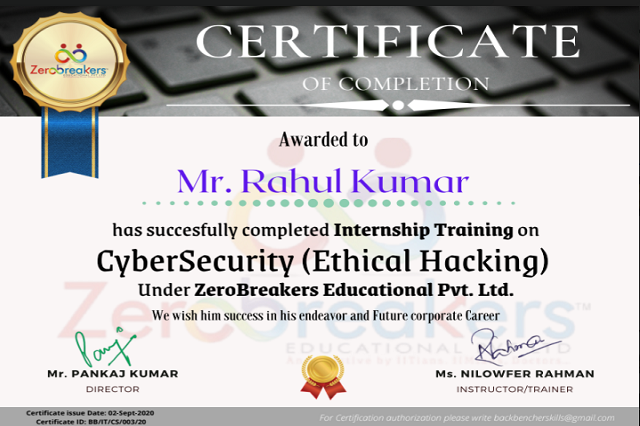 CERTIFICATE
OF COMPLETION
Zerobreakers
Awarded to
Mr. Rahul Kumar
has succesfully completed Internship Training on
CyberSecurity (Ethical Hacking)
Under ZeroBreakers Educational Pvt. Ltd.
We wish him success in his endeavor and Future corporate Career
Zerobreakers™
Mr. PANKAJ KUMAR
DIRECTOR
Ms. NILOWFER RAHMAN
INSTRUCTOR/TRAINER
Certificate issue Date: 02-Sept-2020
Certificate ID: BB/IT/CS/003/20
For Certification authorization please write backbencherskills@gmail.com